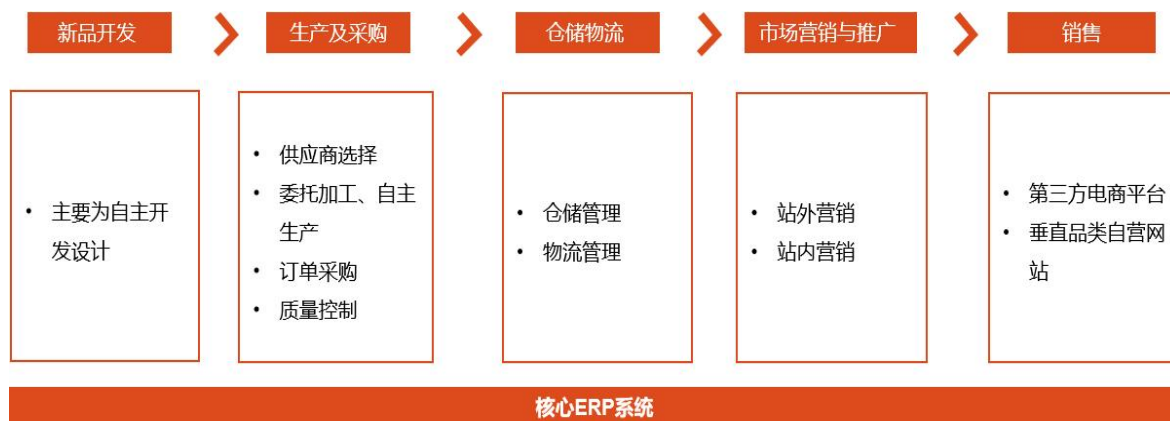 新品开发
生产及采购
仓储物流
市场营销与推广
销售
• 主要为自主开
发设计
• 供应商选择
• 委托加工、自主
生产
• 订单采购
• 质量控制
• 仓储管理
• 物流管理
• 站外营销
• 站内营销
• 第三方电商平台
• 垂直品类自营网
站
核心ERP系统